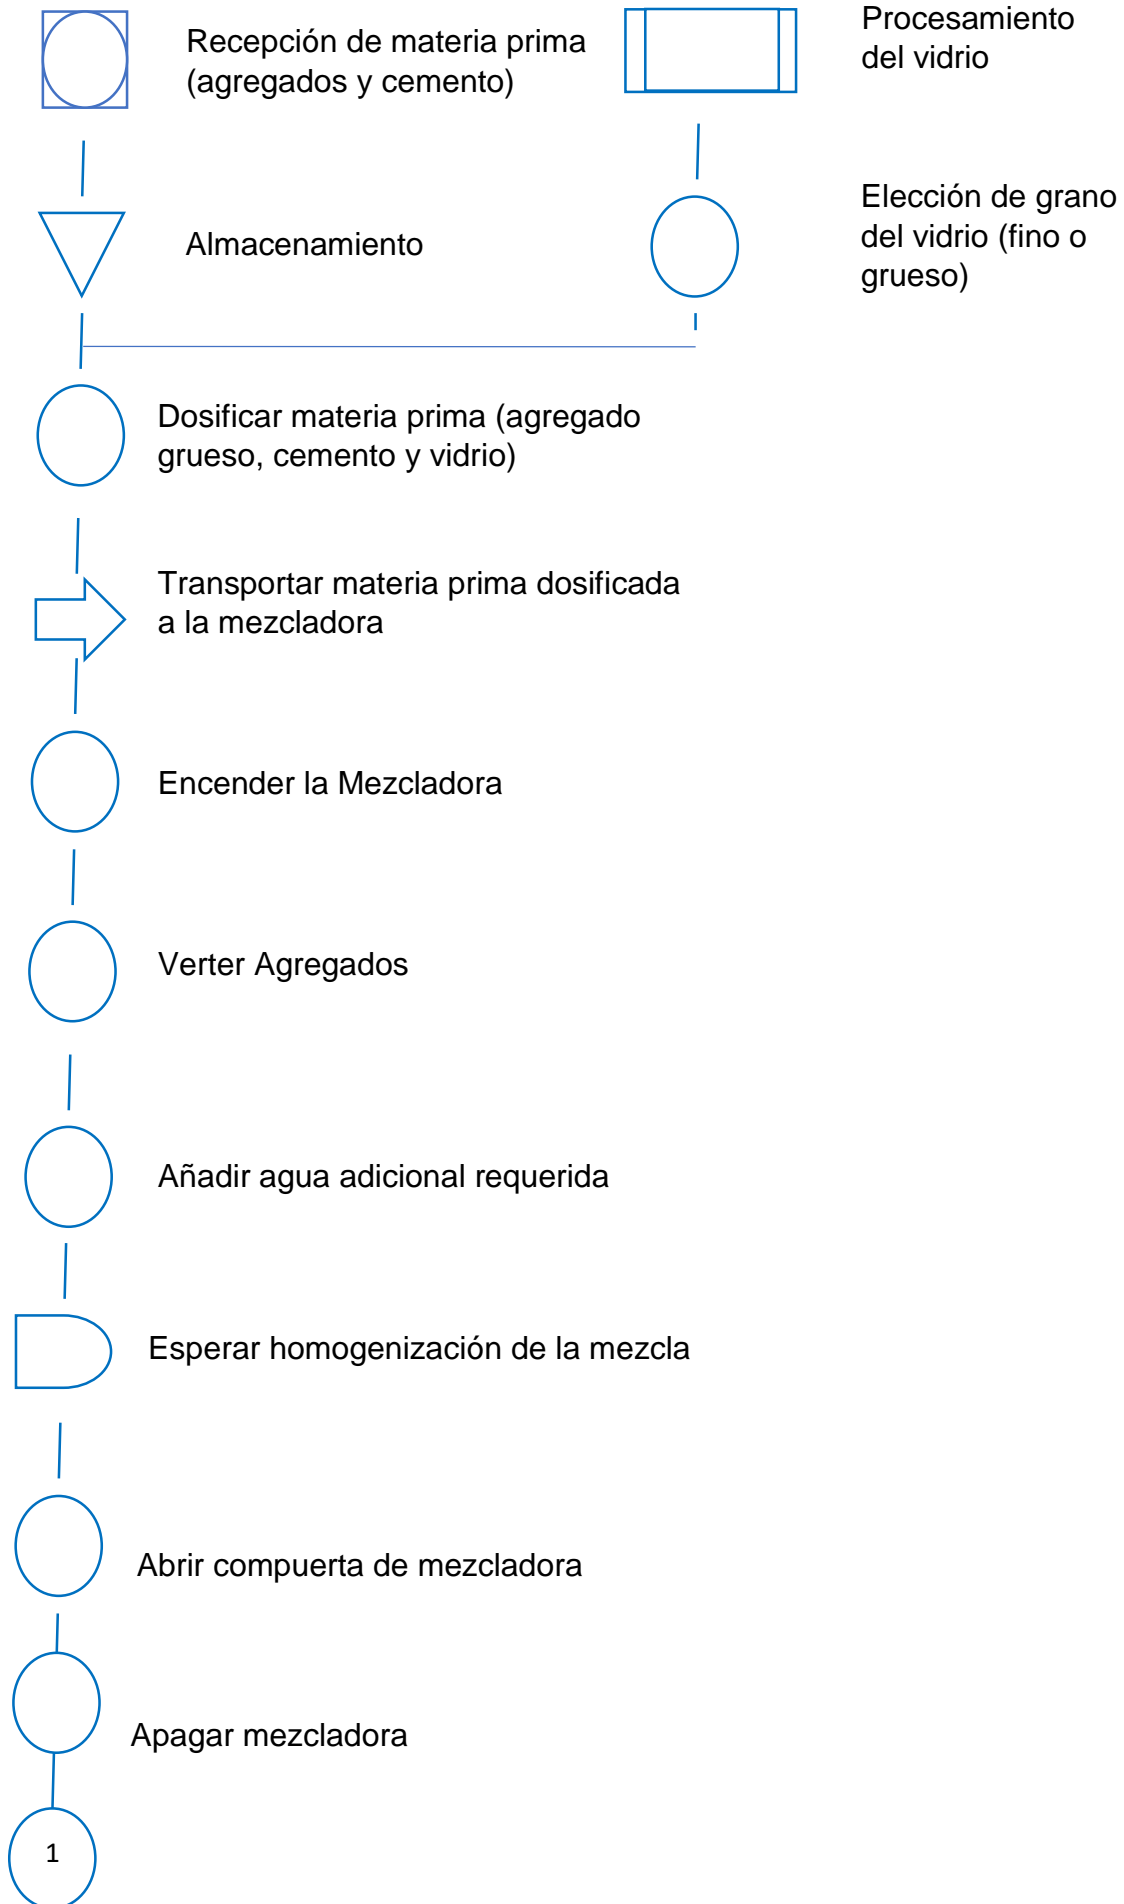 Recepción de materia prima
(agregados y cemento)
Procesamiento
del vidrio
Almacenamiento
Elección de grano
del vidrio (fino o
grueso)
Dosificar materia prima (agregado
grueso, cemento y vidrio)
Transportar materia prima dosificada
a la mezcladora
Encender la Mezcladora
Verter Agregados
Añadir agua adicional requerida
Esperar homogenización de la mezcla
Abrir compuerta de mezcladora
Apagar mezcladora
1